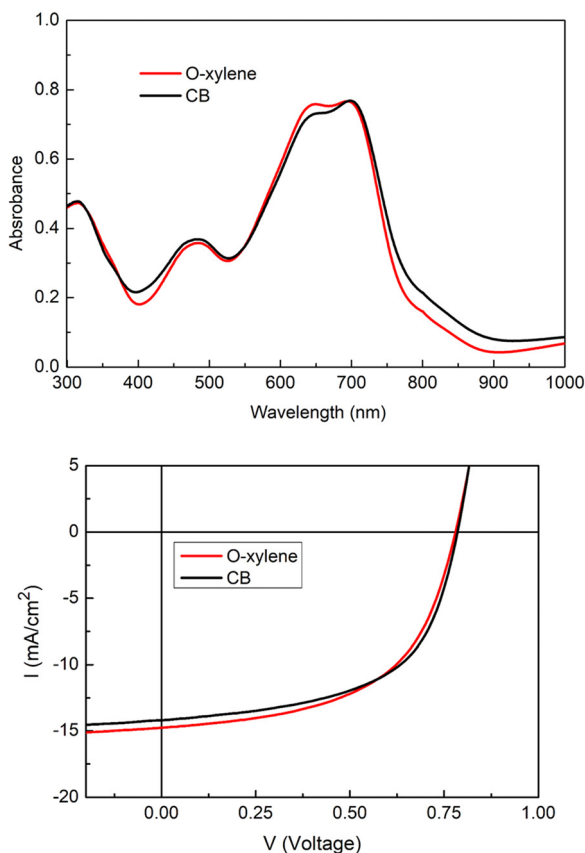 1.0
0.8
0.6
0.4
0.2
0.0
Absrobance
O-xylene
CB
300 400 500 600 700 800 900 1000
Wavelength (nm)
5
0
-5
-10
-15
-20
I (mA/cm²)
O-xylene
CB
0.00 0.25 0.50 0.75 1.00
V (Voltage)